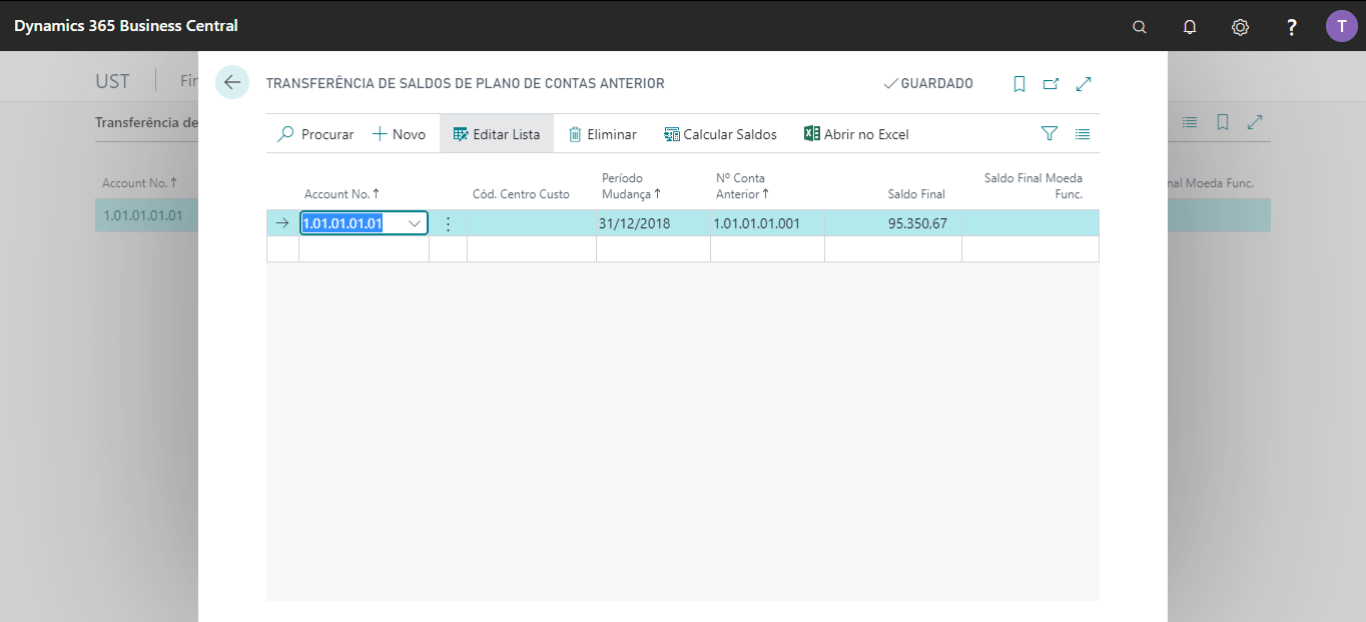 Dynamics 365 Business Central
?
T
UST
Fir
TRANSFERÊNCIA DE SALDOS DE PLANO DE CONTAS ANTERIOR
GUARDADO
Transferência de
Procurar
Novo
Editar Lista
Eliminar
Calcular Saldos
Abrir no Excel
Account No. ↑
Account No. ↑
Cód. Centro Custo
Período
Mudança ↑
Nº Conta
Anterior ↑
Saldo Final
Saldo Final Moeda
Func.
nal Moeda Func.
1.01.01.01.01
1.01.01.01.01
31/12/2018
1.01.01.01.001
95.350,67